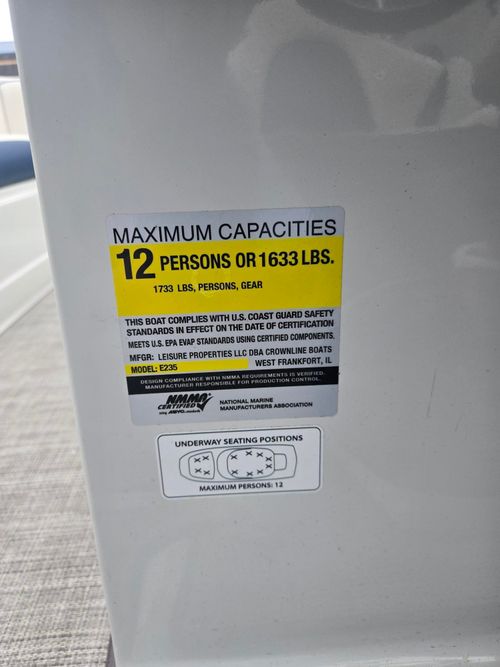 MAXIMUM CAPACITIES
12 PERSONS OR 1633 LBS.
1733 LBS, PERSONS, GEAR
THIS BOAT COMPLIES WITH U.S. COAST GUARD SAFETY
STANDARDS IN EFFECT ON THE DATE OF CERTIFICATION
MEETS U.S. EPA EVAP STANDARDS USING CERTIFIED COMPONENTS.
MFGR: LEISURE PROPERTIES LLC DBA CROWNLINE BOATS
MODEL: E235 WEST FRANKFORT, IL
DESIGN COMPLIANCE WITH NMMA REQUIREMENTS IS VERIFIED.
MANUFACTURER RESPONSIBLE FOR PRODUCTION CONTROL.
NMMA
CERTIFIED
NATIONAL MARINE
MANUFACTURERS ASSOCIATION
UNDERWAY SEATING POSITIONS
MAXIMUM PERSONS: 12